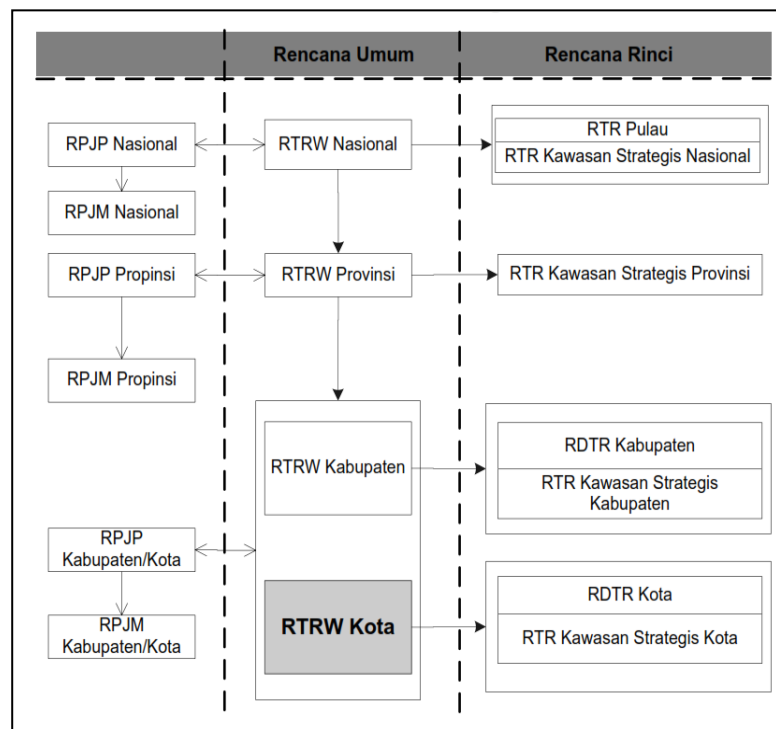 Rencana Umum
Rencana Rinci
RPJP Nasional
RTRW Nasional
RTR Pulau
RTR Kawasan Strategis Nasional
RPJM Nasional
RPJP Propinsi
RTRW Provinsi
RTR Kawasan Strategis Provinsi
RPJM Propinsi
RTRW Kabupaten
RDTR Kabupaten
RTR Kawasan Strategis
Kabupaten
RPJP
Kabupaten/Kota
RPJM
Kabupaten/Kota
RTRW Kota
RDTR Kota
RTR Kawasan Strategis Kota